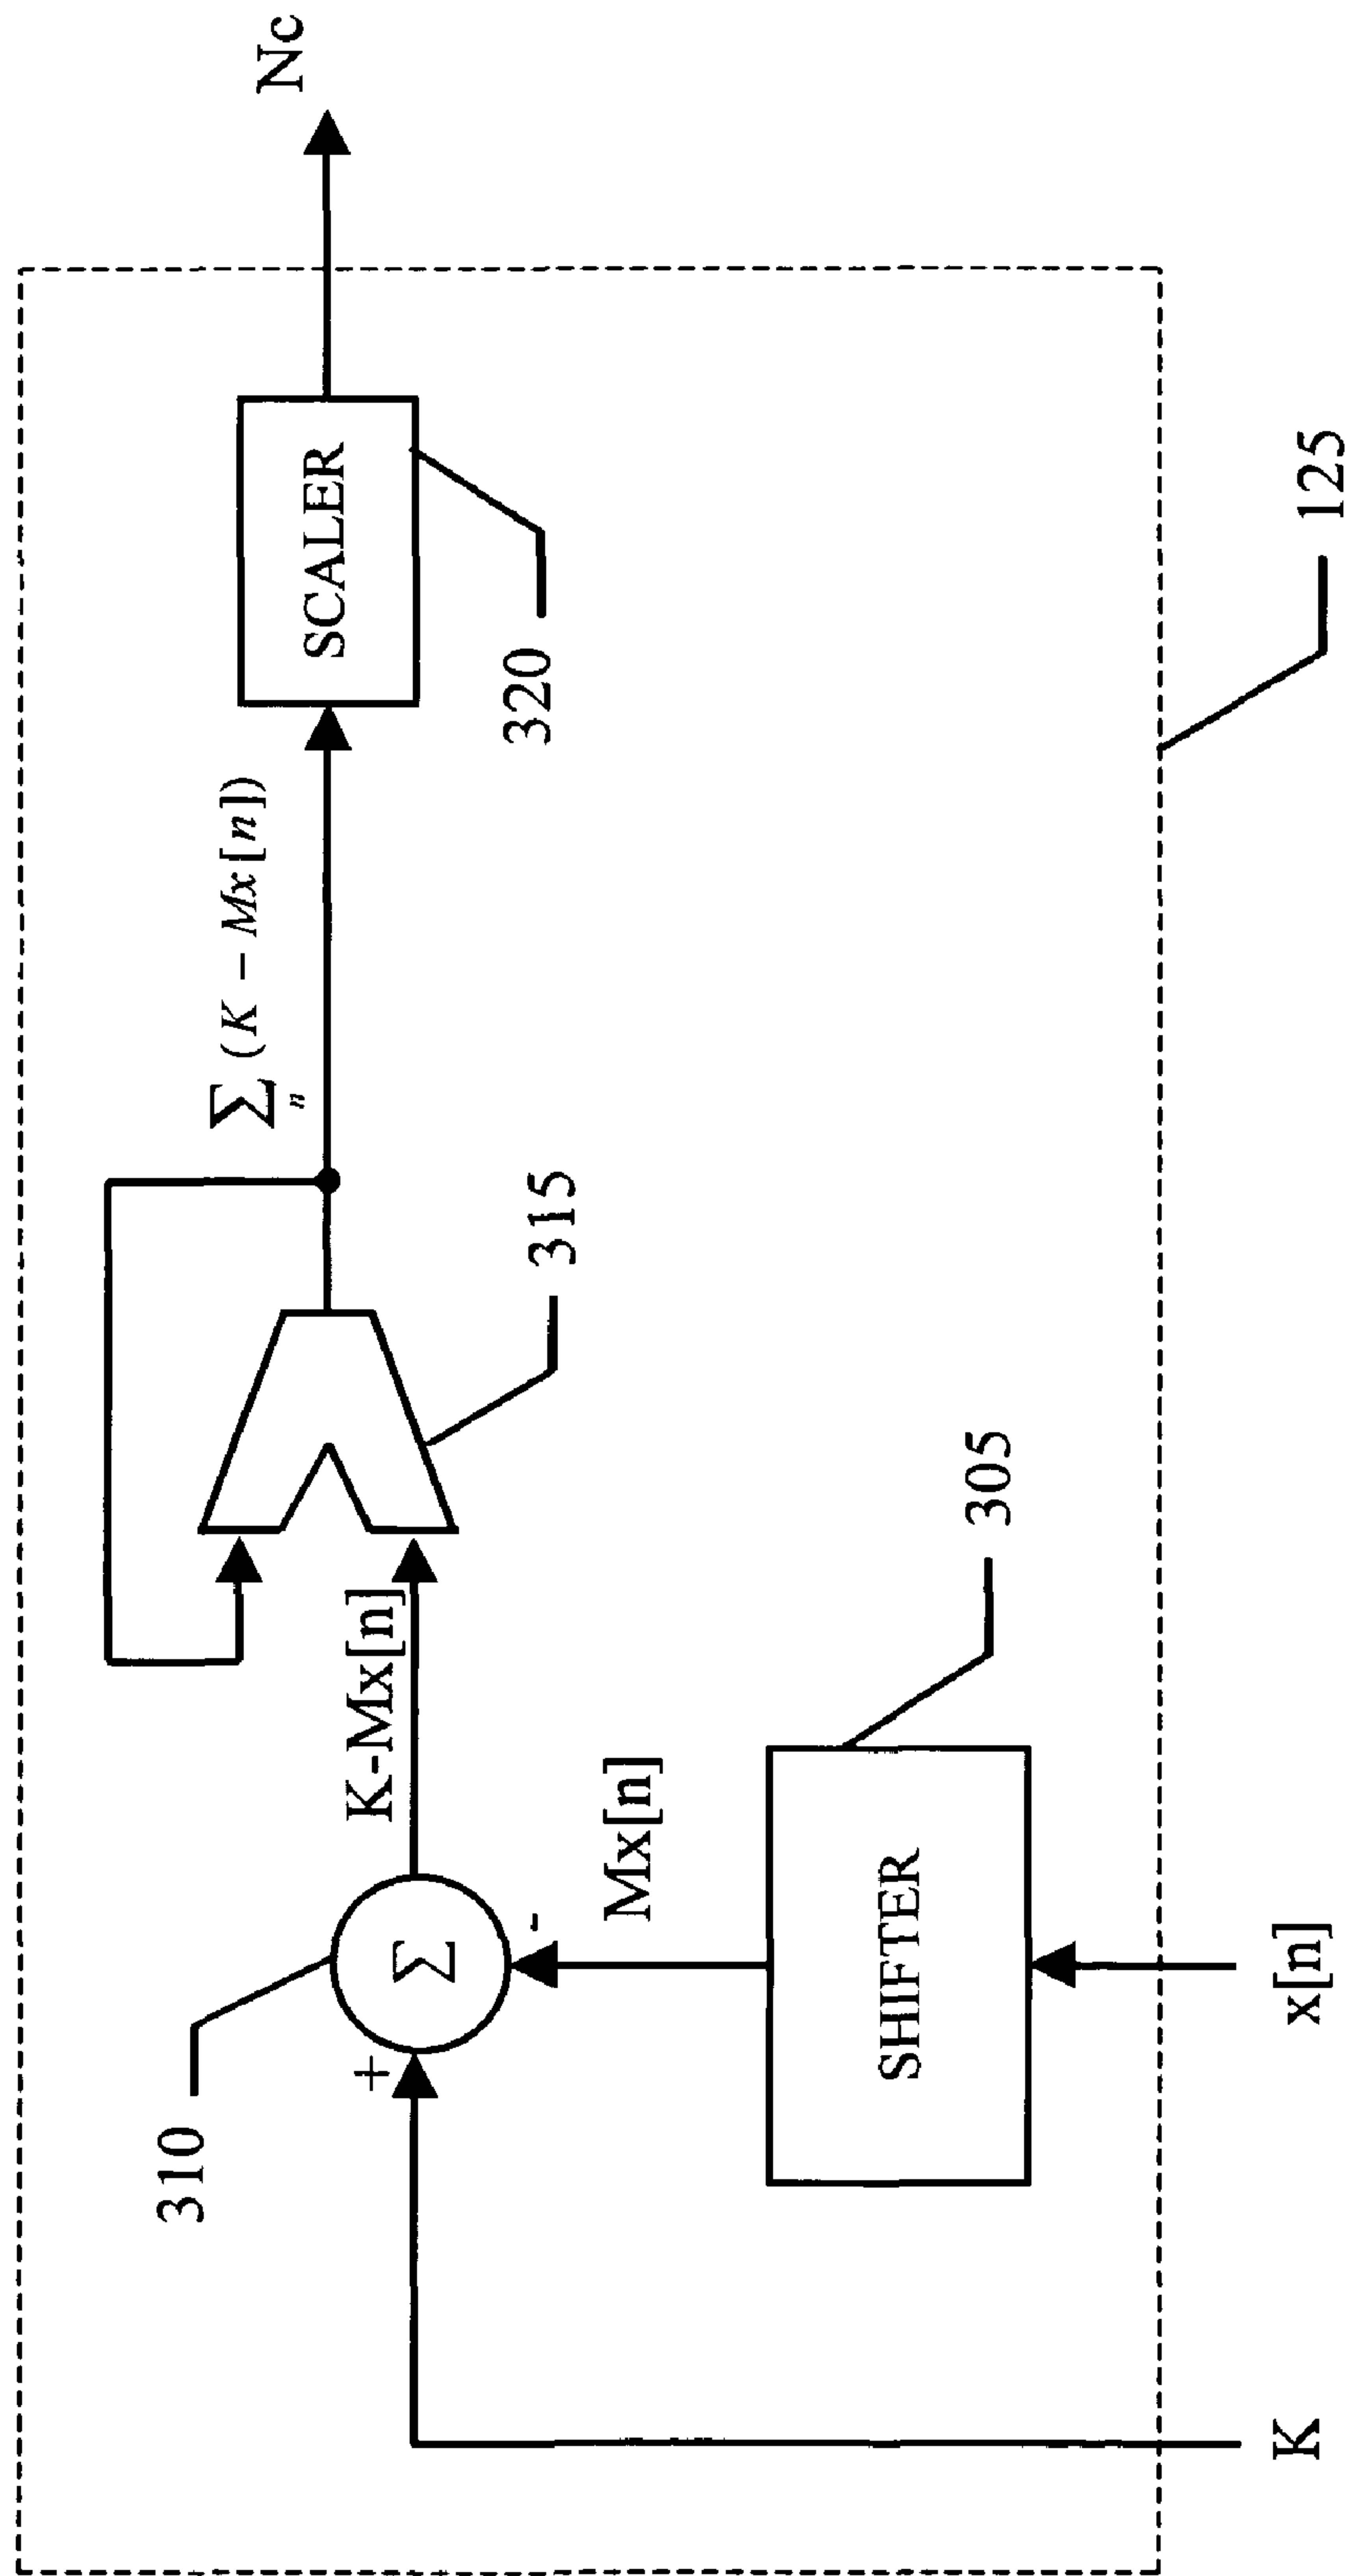 Nc
SCALER
320
125
∑ (K − Mx[n])
n
315
K-Mx[n]
305
310
Σ
+
-
Mx[n]
SHIFTER
K
x[n]